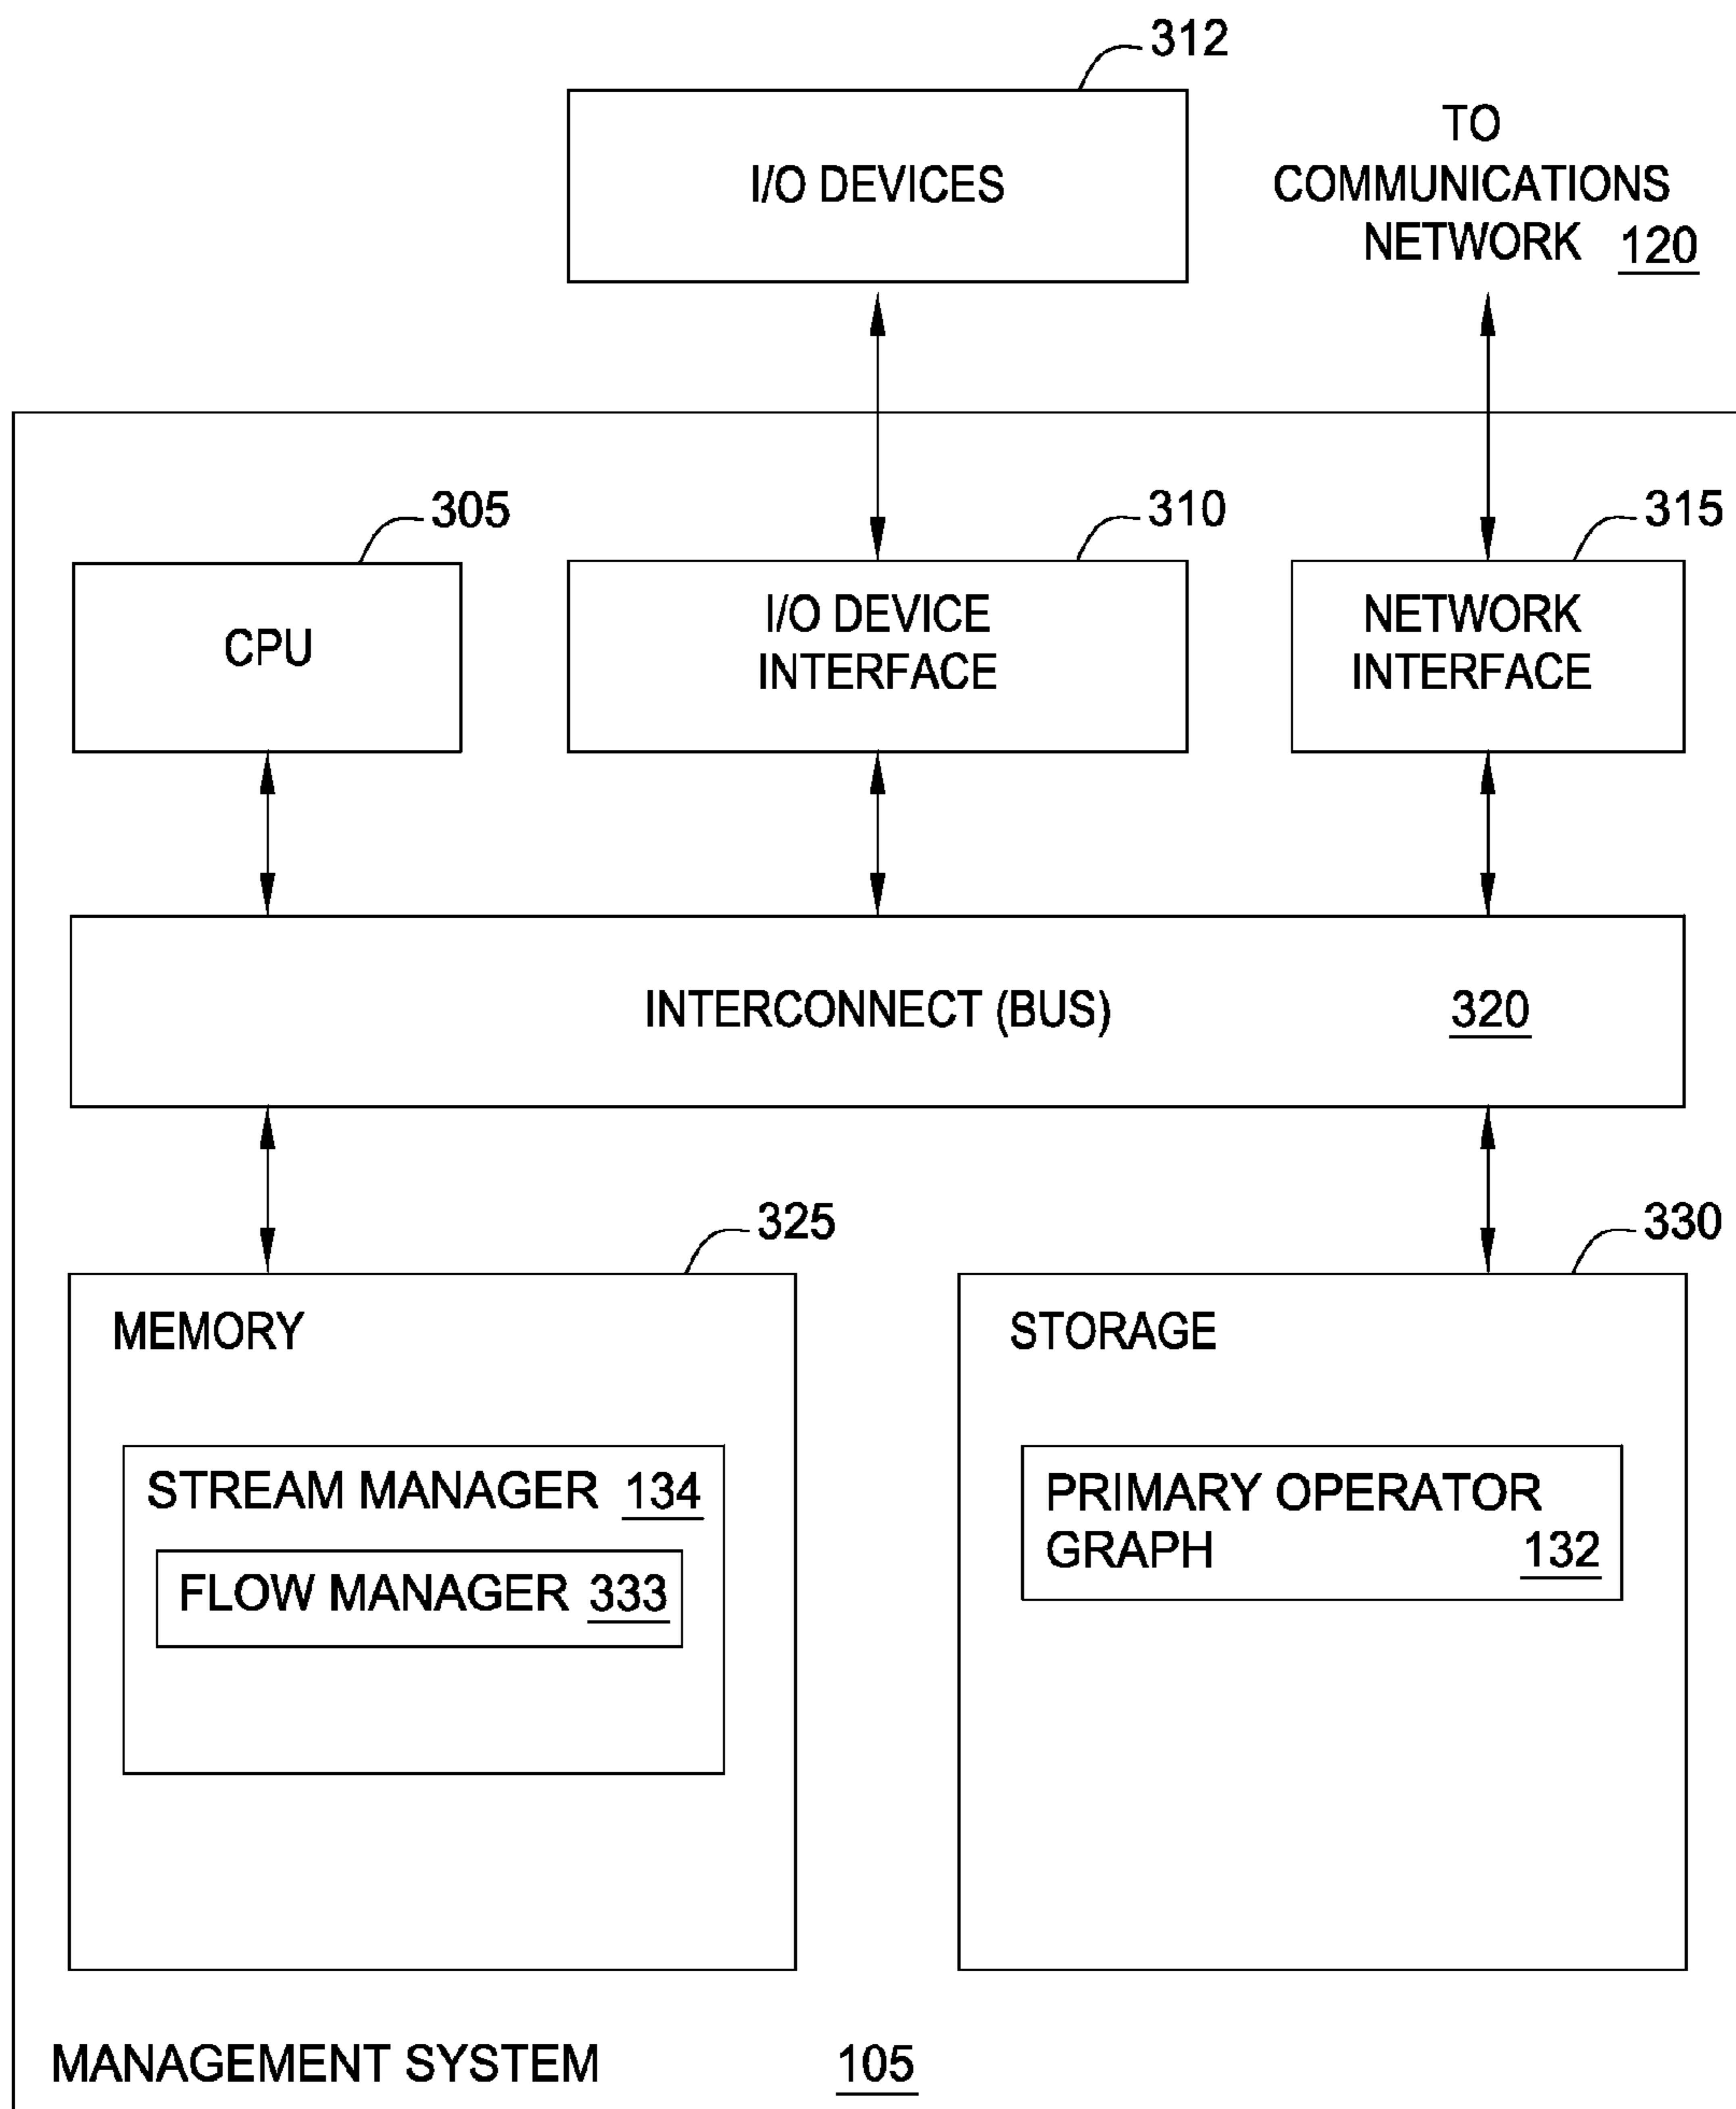 312
I/O DEVICES
TO
COMMUNICATIONS
NETWORK 120
305
310
315
CPU
I/O DEVICE
INTERFACE
NETWORK
INTERFACE
INTERCONNECT (BUS) 320
325
330
MEMORY
STORAGE
STREAM MANAGER 134
FLOW MANAGER 333
PRIMARY OPERATOR
GRAPH 132
MANAGEMENT SYSTEM 105